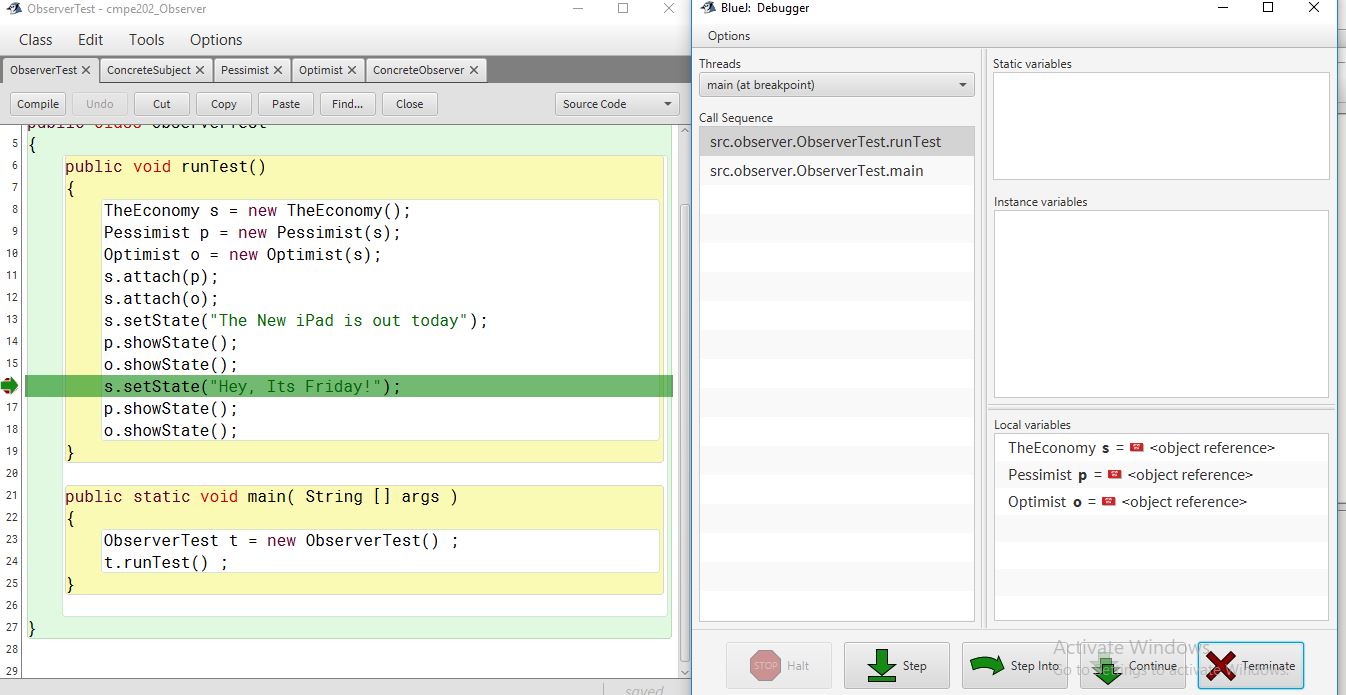 ObserverTest - cmpe202_Observer
Class Edit Tools Options
ObserverTest ConcreteSubject Pessimist Optimist ConcreteObserver
Compile Undo Cut Copy Paste Find... Close Source Code
public class ObserverTest
5 {
6 public void runTest()
7 {
8 TheEconomy s = new TheEconomy();
9 Pessimist p = new Pessimist(s);
10 Optimist o = new Optimist(s);
11 s.attach(p);
12 s.attach(o);
13 s.setState("The New iPad is out today");
14 p.showState();
15 o.showState();
s.setState("Hey, Its Friday!");
17 p.showState();
18 o.showState();
19 }
20
21 public static void main( String [] args )
22 {
23 ObserverTest t = new ObserverTest() ;
24 t.runTest() ;
25 }
26
27 }
28
29
saved
BlueJ: Debugger
Options
Threads
main (at breakpoint)
Call Sequence
src.observer.ObserverTest.runTest
src.observer.ObserverTest.main
Static variables
Instance variables
Local variables
TheEconomy s = <object reference>
Pessimist p = <object reference>
Optimist o = <object reference>
STOP Halt Step Step Into Continue Terminate
Activate Windows
Go to Settings to activate Windows.